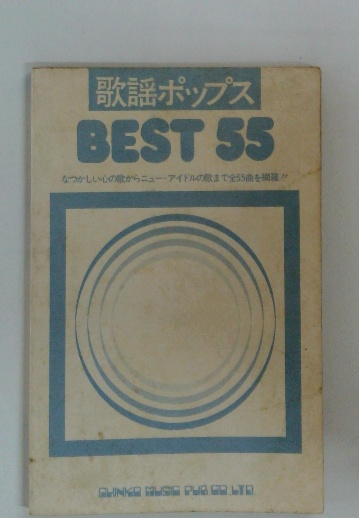 歌謡ポップス
BEST 55
なつかしい心の歌からニュー・アイドルの歌まで全55曲を網羅!!
SHINKO MUSIC PUB CO. LTD.